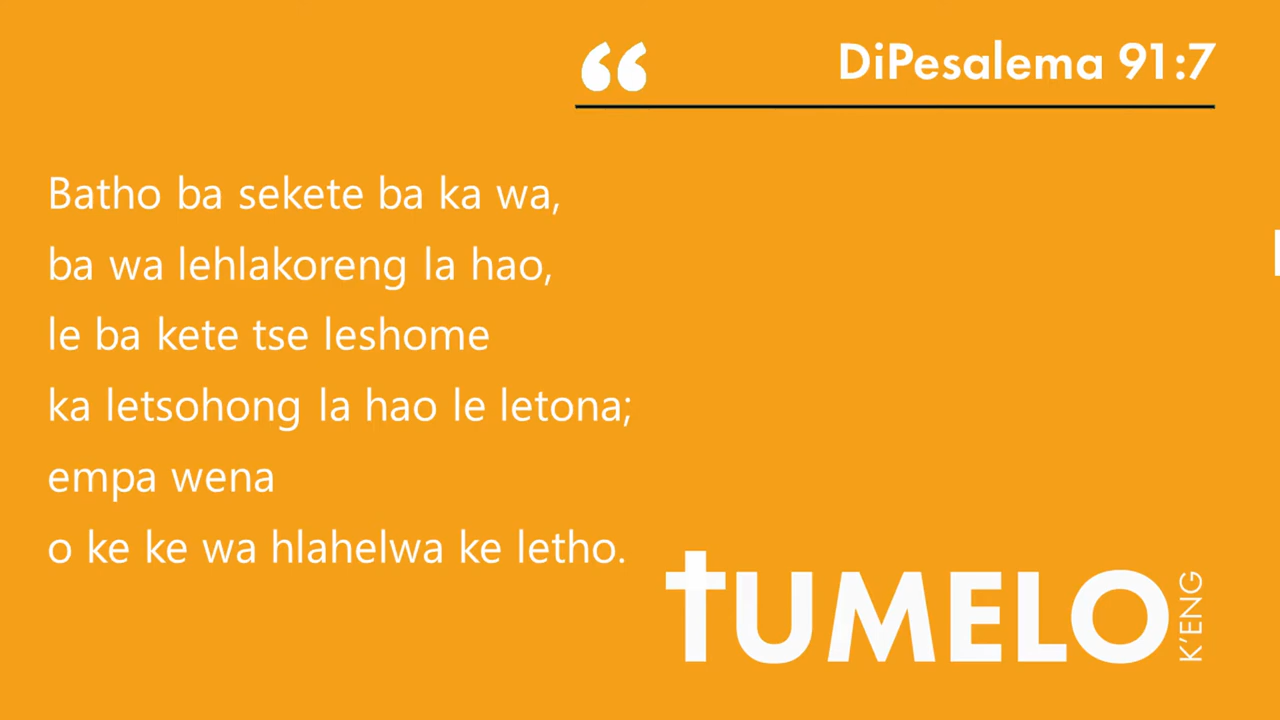 “
DiPesalema 91:7
Batho ba sekete ba ka wa,
ba wa lehlakoreng la hao,
le ba kete tse leshome
ka letsohong la hao le letona;
empa wena
o ke ke wa hlahelwa ke letho.
tUMELO
K'ENG